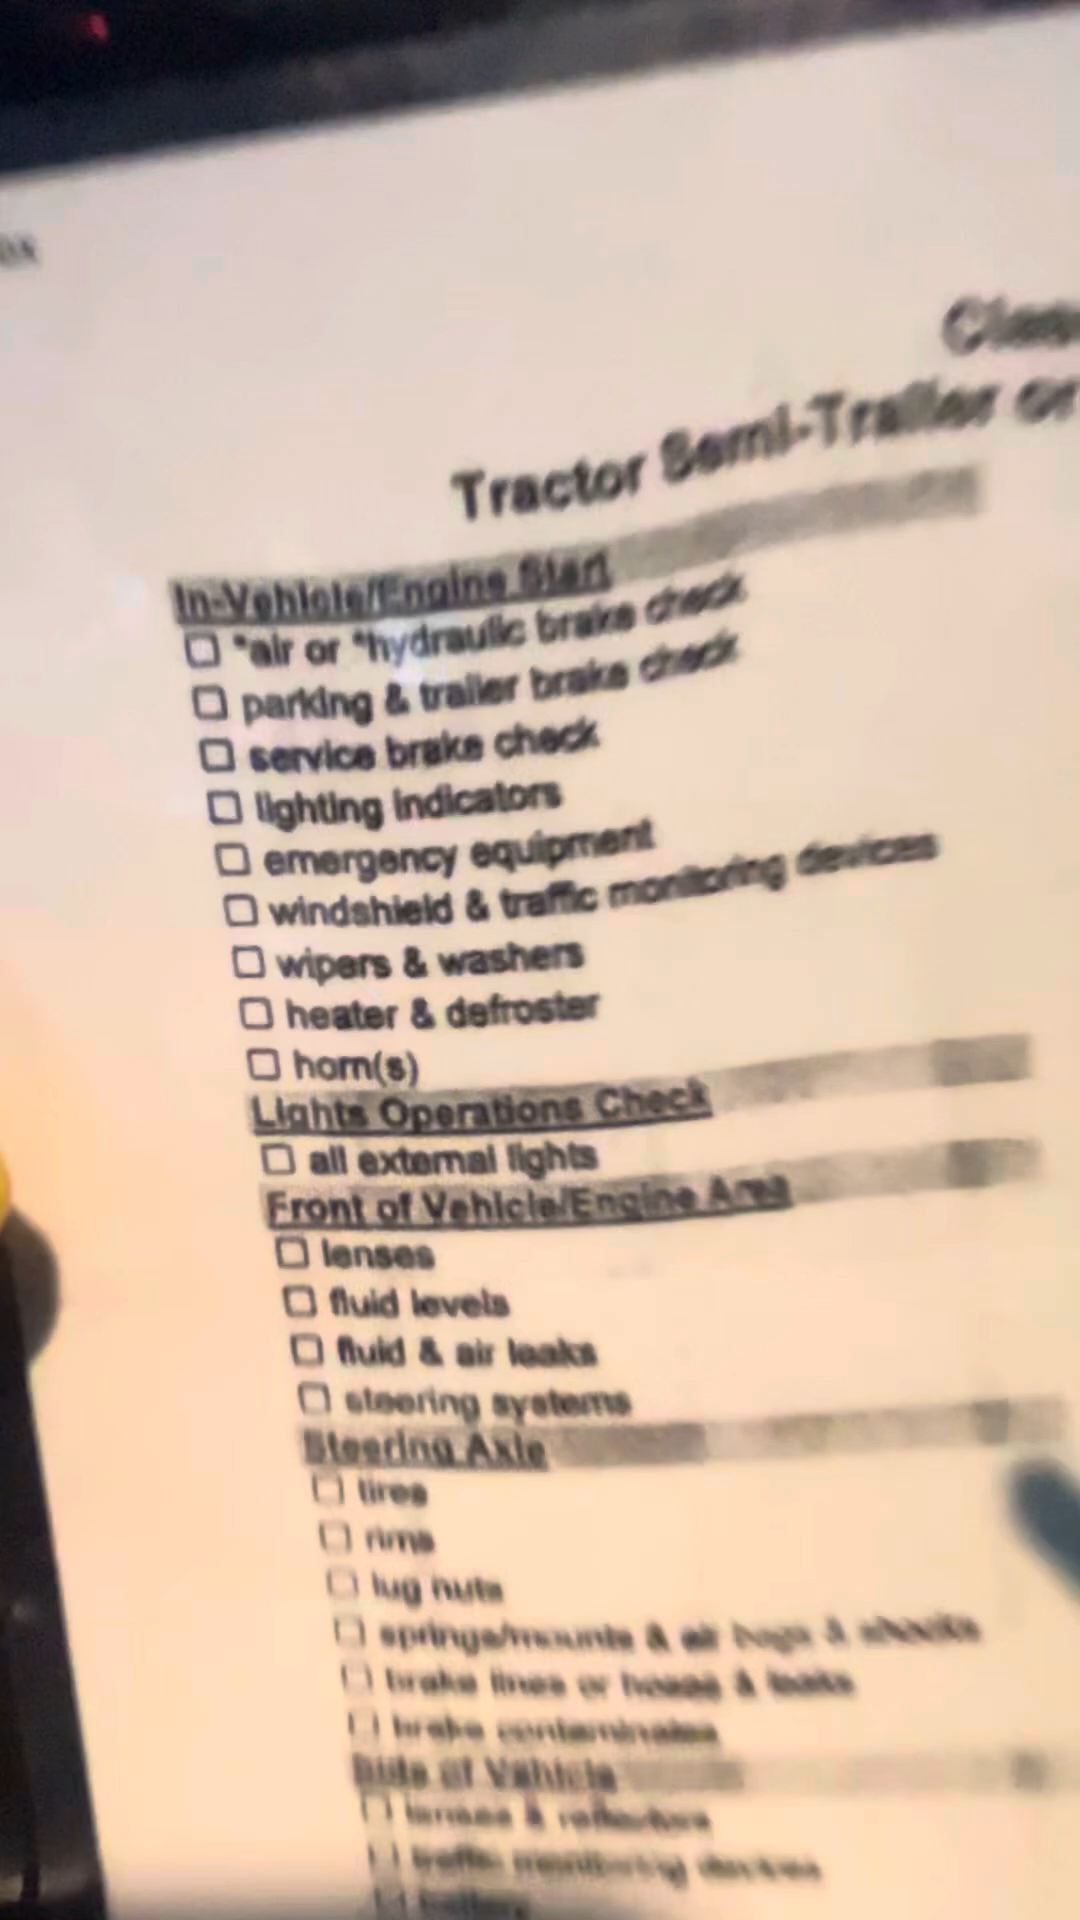 Tractor Semi-Trailer or
In-Vehicle/Engine Start
*air or *hydraulic brake check
parking & trailer brake check
service brake check
lighting indicators
emergency equipment
windshield & traffic monitoring devices
wipers & washers
heater & defroster
horn(s)
Lights Operations Check
all external lights
Front of Vehicle/Engine Area
lenses
fluid levels
fluid & air leaks
steering systems
Steering Axle
tires
rims
lug nuts
springs/mounts & air bags & shocks
brake lines or hoses & leaks
brake contaminates
Side of Vehicle
lenses & reflectors
traffic monitoring devices